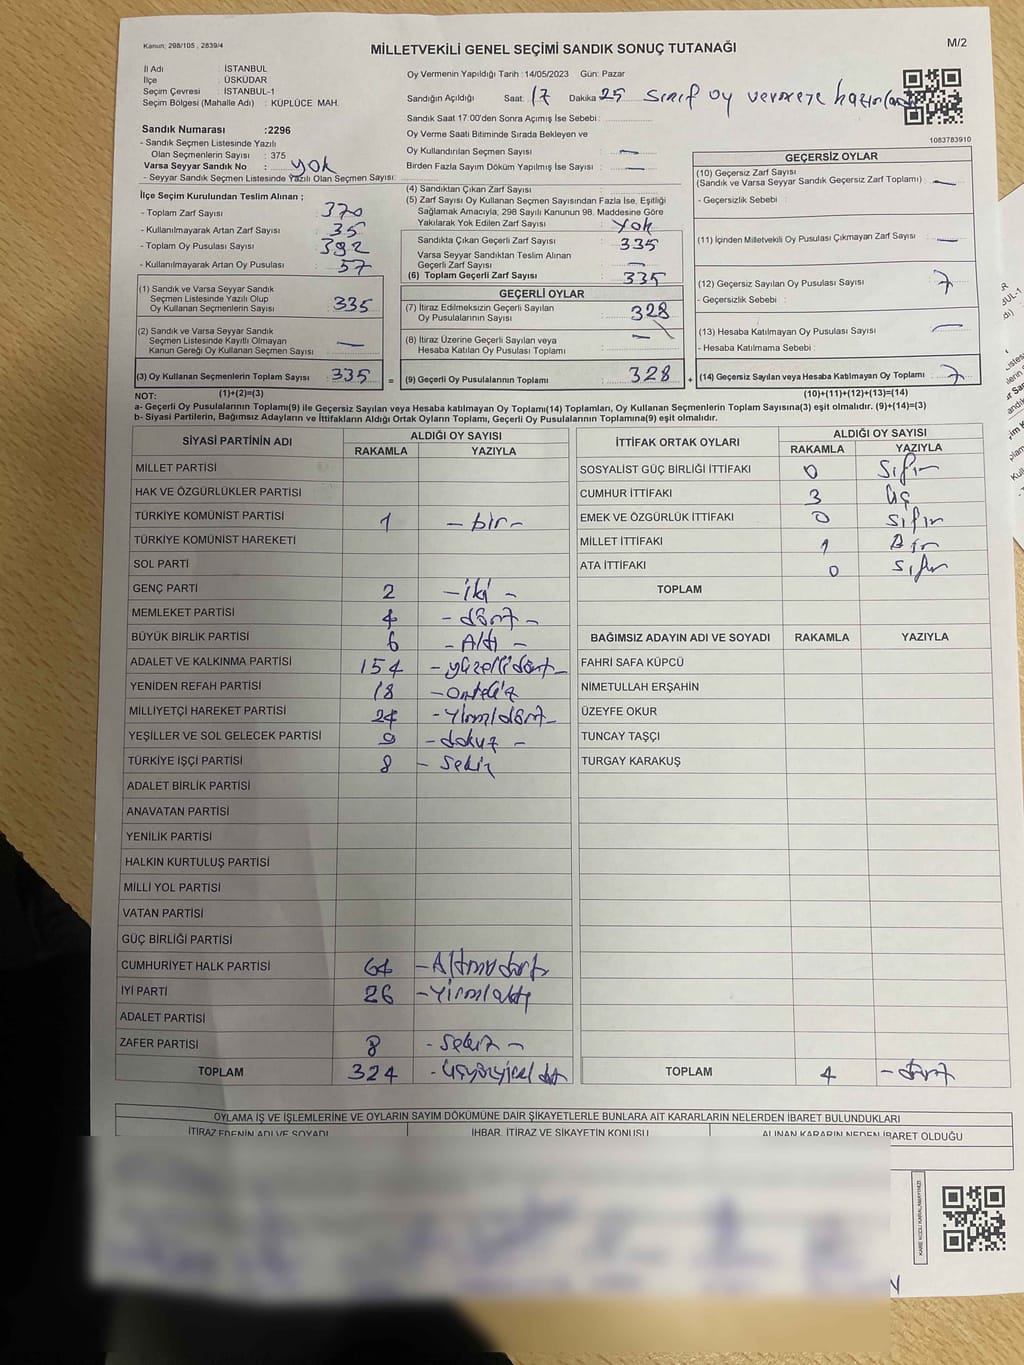 Kanun; 298/105 , 2839/4
MİLLETVEKİLİ GENEL SEÇİMİ SANDIK SONUÇ TUTANAĞI
M/2
İl Adı : İSTANBUL
İlçe : ÜSKÜDAR
Seçim Çevresi : İSTANBUL-1
Seçim Bölgesi (Mahalle Adı) : KÜPLÜCE MAH.
Sandık Numarası :2296
- Sandık Seçmen Listesinde Yazılı
Olan Seçmenlerin Sayısı : 375
Varsa Seyyar Sandık No : yok
- Seyyar Sandık Seçmen Listesinde Yazılı Olan Seçmen Sayısı:
Oy Vermenin Yapıldığı Tarih :14/05/2023 Gün: Pazar
Sandığın Açıldığı Saat: 17 Dakika 25 sınıf oy vermeye
Sandık Saat 17.00'den Sonra Açımış İse Sebebi :
Oy Verme Saati Bitiminde Sırada Bekleyen ve
Oy Kullandırılan Seçmen Sayısı : —
Birden Fazla Sayım Döküm Yapılmış İse Sayısı : —
1083783910
İlçe Seçim Kurulundan Teslim Alınan ;
- Toplam Zarf Sayısı : 370
- Kullanılmayarak Artan Zarf Sayısı : 35
- Toplam Oy Pusulası Sayısı : 392
- Kullanılmayarak Artan Oy Pusulası : 57
(1) Sandık ve Varsa Seyyar Sandık
Seçmen Listesinde Yazılı Olup
Oy Kullanan Seçmenlerin Sayısı : 335
(2) Sandık ve Varsa Seyyar Sandık
Seçmen Listesinde Kayıtlı Olmayan
Kanun Gereği Oy Kullanan Seçmen Sayısı : —
(3) Oy Kullanan Seçmenlerin Toplam Sayısı : 335
(4) Sandıktan Çıkan Zarf Sayısı :
(5) Zarf Sayısı Oy Kullanan Seçmen Sayısından Fazla İse, Eşitliği
Sağlamak Amacıyla, 298 Sayılı Kanunun 98. Maddesine Göre
Yakılarak Yok Edilen Zarf Sayısı : Yok
Sandıkta Çıkan Geçerli Zarf Sayısı : 335
Varsa Seyyar Sandıktan Teslim Alınan
Geçerli Zarf Sayısı : —
(6) Toplam Geçerli Zarf Sayısı : 335
GEÇERLİ OYLAR
(7) İtiraz Edilmeksizin Geçerli Sayılan
Oy Pusulalarının Sayısı : 328
(8) İtiraz Üzerine Geçerli Sayılan veya
Hesaba Katılan Oy Pusulası Toplamı : —
= (9) Geçerli Oy Pusulalarının Toplamı : 328
GEÇERSİZ OYLAR
(10) Geçersiz Zarf Sayısı
(Sandık ve Varsa Seyyar Sandık Geçersiz Zarf Toplamı) : —
- Geçersizlik Sebebi :
(11) İçinden Milletvekili Oy Pusulası Çıkmayan Zarf Sayısı : —
(12) Geçersiz Sayılan Oy Pusulası Sayısı : 7
- Geçersizlik Sebebi :
(13) Hesaba Katılmayan Oy Pusulası Sayısı : —
- Hesaba Katılmama Sebebi :
+ (14) Geçersiz Sayılan veya Hesaba Katılmayan Oy Toplamı : 7
NOT: (1)+(2)=(3) (10)+(11)+(12)+(13)=(14)
a- Geçerli Oy Pusulalarının Toplamı(9) ile Geçersiz Sayılan veya Hesaba katılmayan Oy Toplamı(14) Toplamları, Oy Kullanan Seçmenlerin Toplam Sayısına(3) eşit olmalıdır. (9)+(14)=(3)
b- Siyasi Partilerin, Bağımsız Adayların ve İttifakların Aldığı Ortak Oyların Toplamı, Geçerli Oy Pusulalarının Toplamına(9) eşit olmalıdır.
SİYASİ PARTİNİN ADI ALDIĞI OY SAYISI
RAKAMLA YAZIYLA
MİLLET PARTİSİ
HAK VE ÖZGÜRLÜKLER PARTİSİ
TÜRKİYE KOMÜNİST PARTİSİ 1 - bir -
TÜRKİYE KOMÜNİST HAREKETİ
SOL PARTİ
GENÇ PARTİ 2 - iki -
MEMLEKET PARTİSİ 4 - dört -
BÜYÜK BİRLİK PARTİSİ 6 - Altı -
ADALET VE KALKINMA PARTİSİ 154 - yüzellidört -
YENİDEN REFAH PARTİSİ 18 - onsekiz
MİLLİYETÇİ HAREKET PARTİSİ 24 - Yirmidört -
YEŞİLLER VE SOL GELECEK PARTİSİ 9 - dokuz -
TÜRKİYE İŞÇİ PARTİSİ 8 - Sekiz
ADALET BİRLİK PARTİSİ
ANAVATAN PARTİSİ
YENİLİK PARTİSİ
HALKIN KURTULUŞ PARTİSİ
MİLLİ YOL PARTİSİ
VATAN PARTİSİ
GÜÇ BİRLİĞİ PARTİSİ
CUMHURİYET HALK PARTİSİ 64 - Altmışdört
İYİ PARTİ 26 - Yirmialtı
ADALET PARTİSİ
ZAFER PARTİSİ 8 - Sekiz -
TOPLAM 324 - üçyüzyirmidört
İTTİFAK ORTAK OYLARI ALDIĞI OY SAYISI
RAKAMLA YAZIYLA
SOSYALİST GÜÇ BİRLİĞİ İTTİFAKI 0 Sıfır
CUMHUR İTTİFAKI 3 Üç
EMEK VE ÖZGÜRLÜK İTTİFAKI 0 sıfır
MİLLET İTTİFAKI 1 Bir
ATA İTTİFAKI 0 sıfır
TOPLAM
BAĞIMSIZ ADAYIN ADI VE SOYADI RAKAMLA YAZIYLA
FAHRİ SAFA KÜPCÜ
NİMETULLAH ERŞAHİN
ÜZEYFE OKUR
TUNCAY TAŞÇI
TURGAY KARAKUŞ
TOPLAM 4 - dört
OYLAMA İŞ VE İŞLEMLERİNE VE OYLARIN SAYIM DÖKÜMÜNE DAİR ŞİKAYETLERLE BUNLARA AİT KARARLARIN NELERDEN İBARET BULUNDUKLARI
İTİRAZ EDENİN ADI VE SOYADI İHBAR, İTİRAZ VE ŞİKAYETİN KONUSU ALINAN KARARIN NEDEN İBARET OLDUĞU
KARE KODU KARALAMAYINIZ!